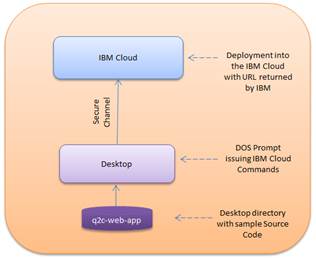 IBM Cloud
Deployment into
the IBM Cloud
with URL returned
by IBM
Secure
Channel
Desktop
DOS Prompt
issuing IBM Cloud
Commands
q2c-web-app
Desktop directory
with sample Source
Code